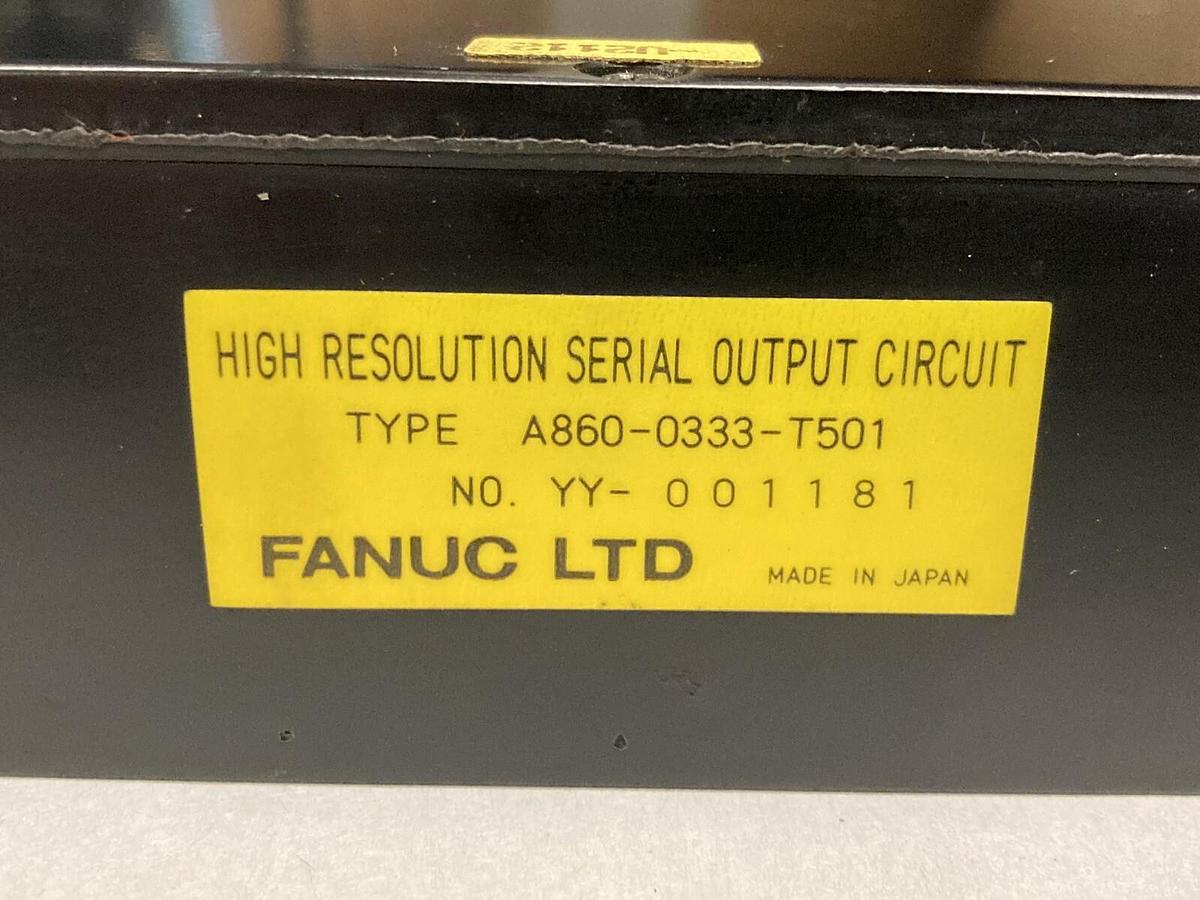 HIGH RESOLUTION SERIAL OUTPUT CIRCUIT
TYPE A860-0333-T501
NO. YY- 001181
FANUC LTD
MADE IN JAPAN